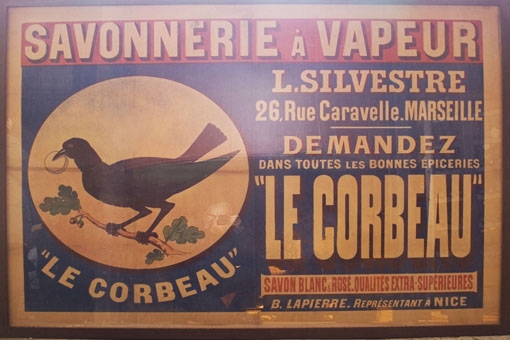 SAVONNERIE À VAPEUR
L. SILVESTRE
26, Rue Caravelle. MARSEILLE
DEMANDEZ
DANS TOUTES LES BONNES ÉPICERIES
"LE CORBEAU"
"LE CORBEAU"
SAVON BLANC & ROSE, QUALITÉS EXTRA-SUPÉRIEURES
B. LAPIERRE. REPRÉSENTANT À NICE